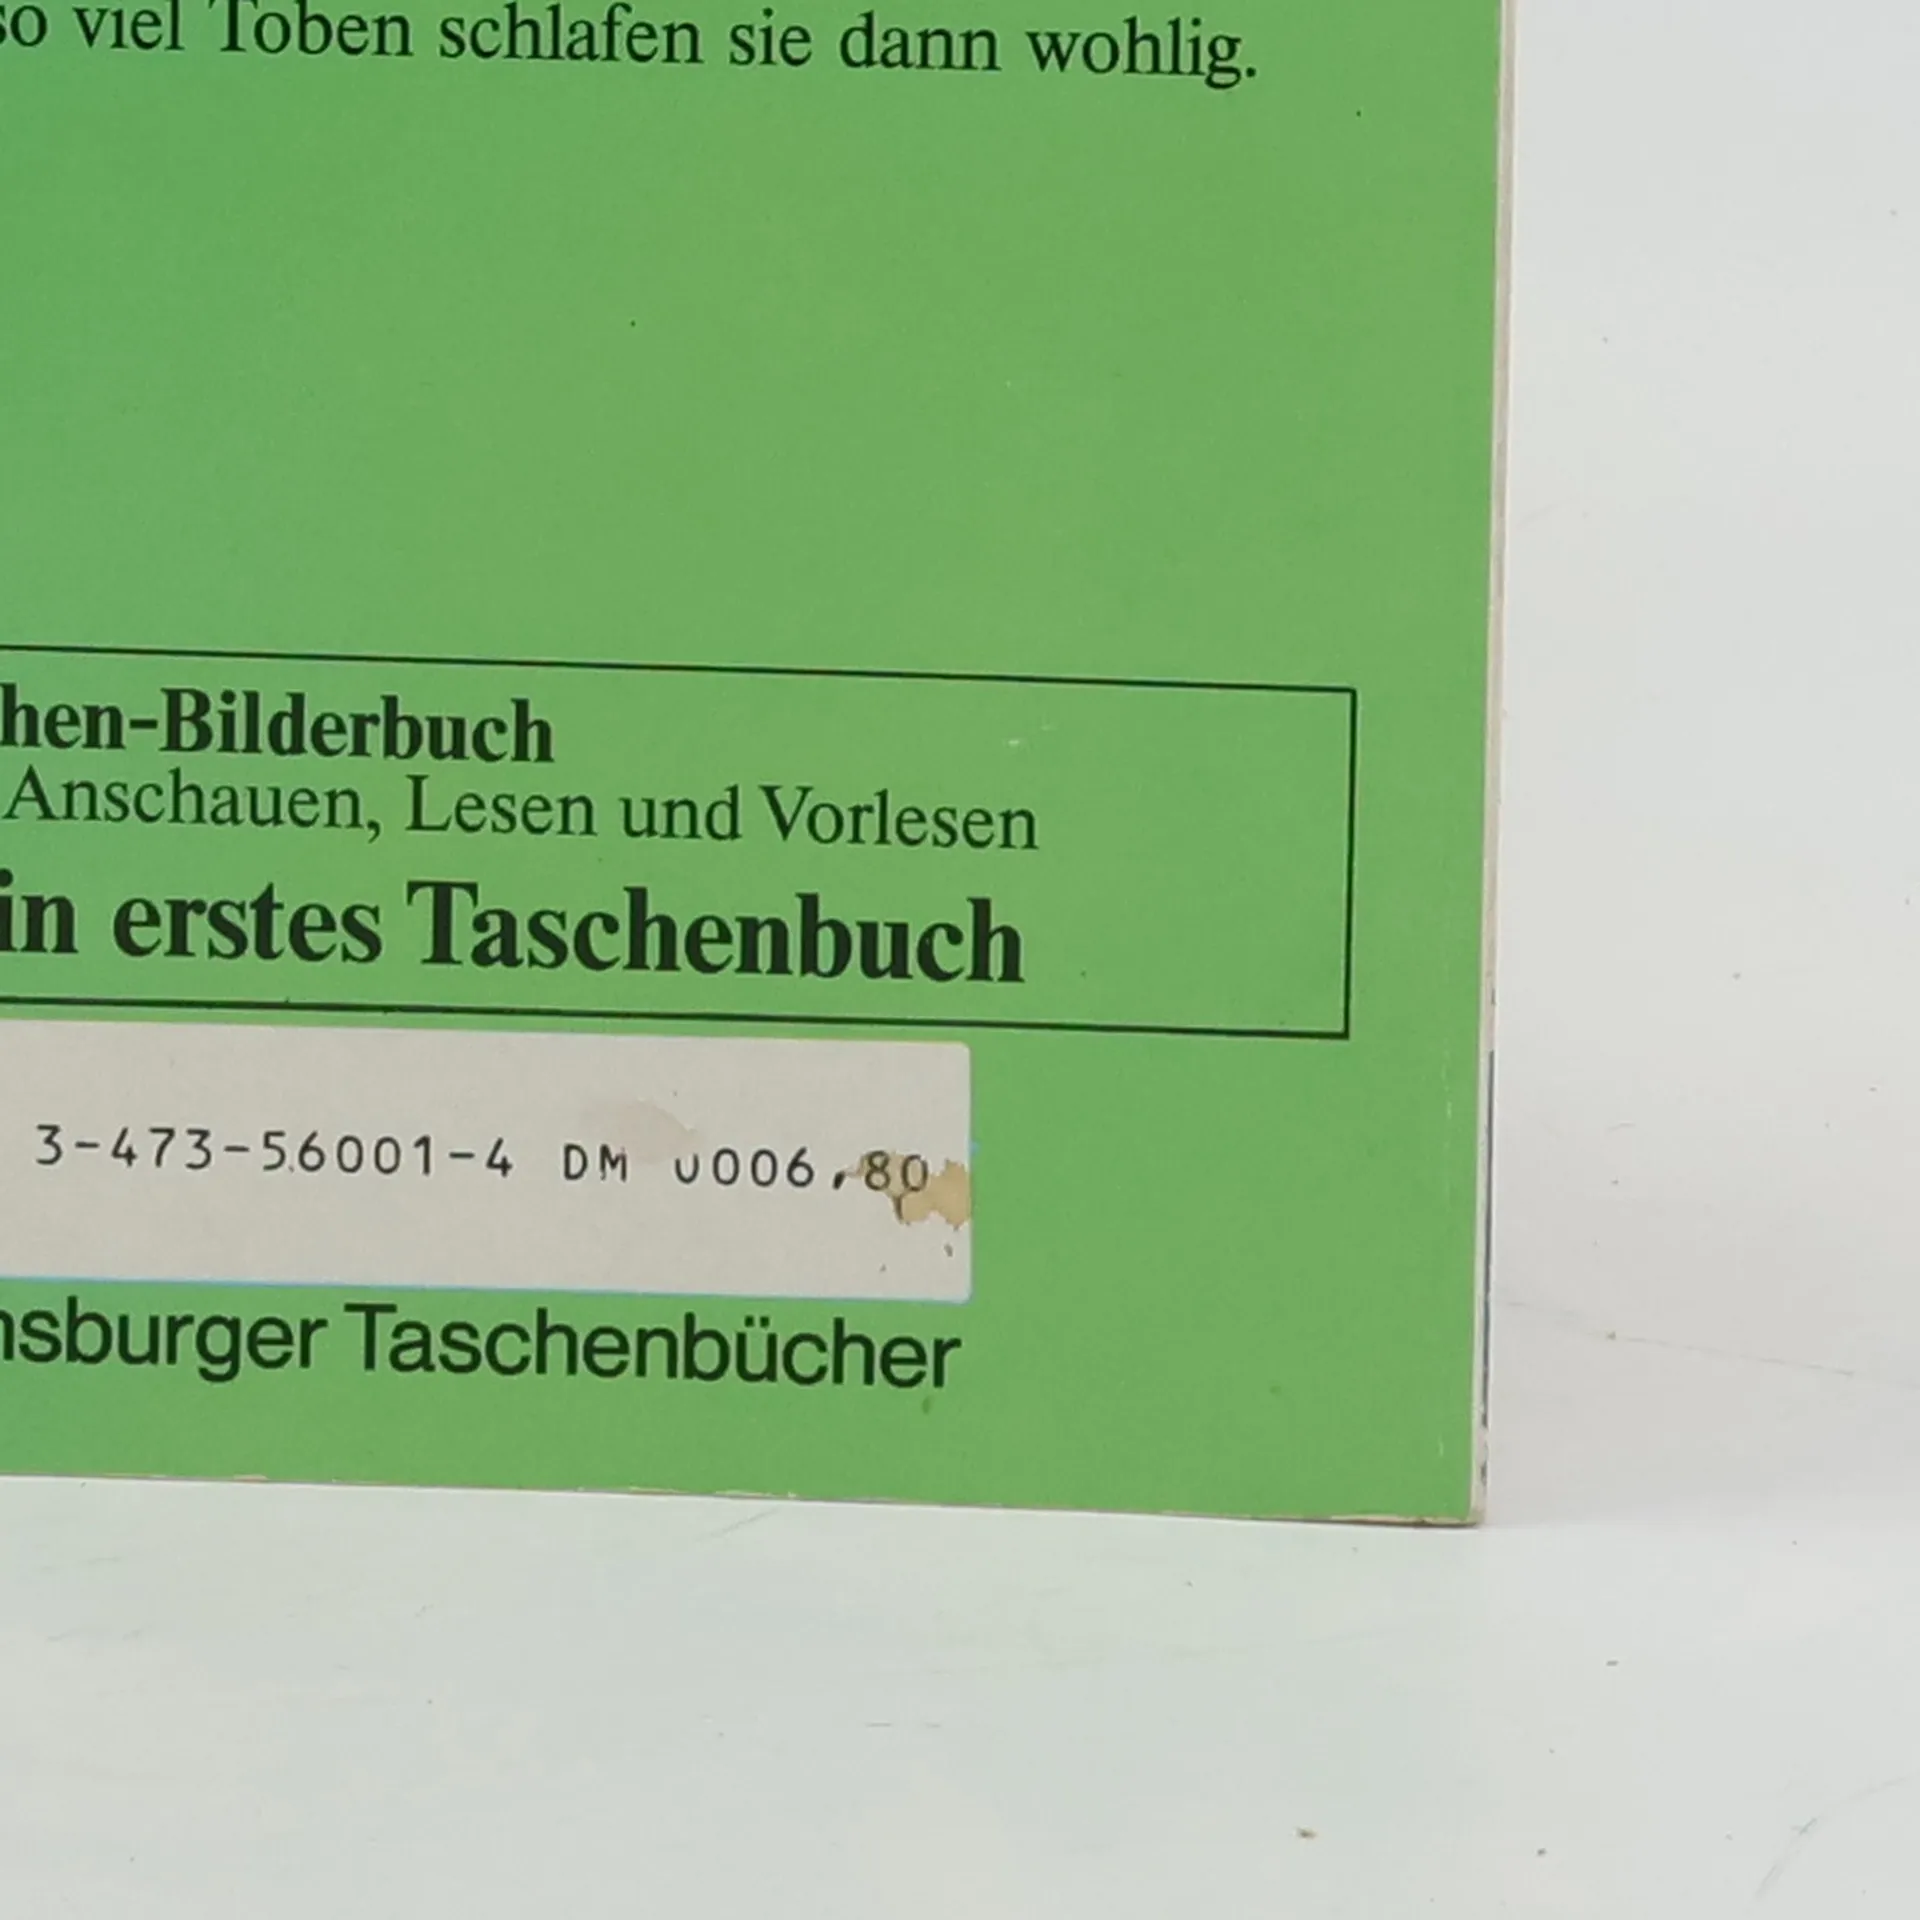 so viel Toben schlafen sie dann wohlig.
hen-Bilderbuch
Anschauen, Lesen und Vorlesen
in erstes Taschenbuch
3-473-56001-4 DM 0006,80
nsburger Taschenbücher